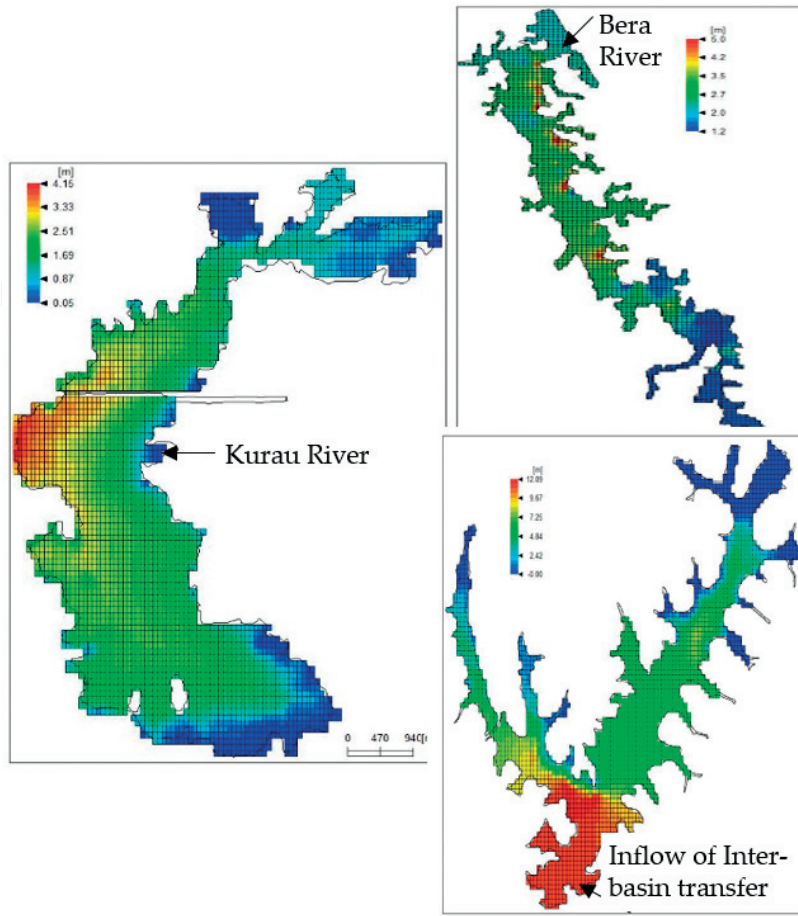 Bera
River
[m]
5.0
4.2
3.5
2.7
2.0
1.2
[m]
4.15
3.33
2.51
1.69
0.87
0.05
Kurau River
0 470 940[m
[m]
12.09
9.67
7.25
4.84
2.42
-0.00
Inflow of Inter-
basin transfer